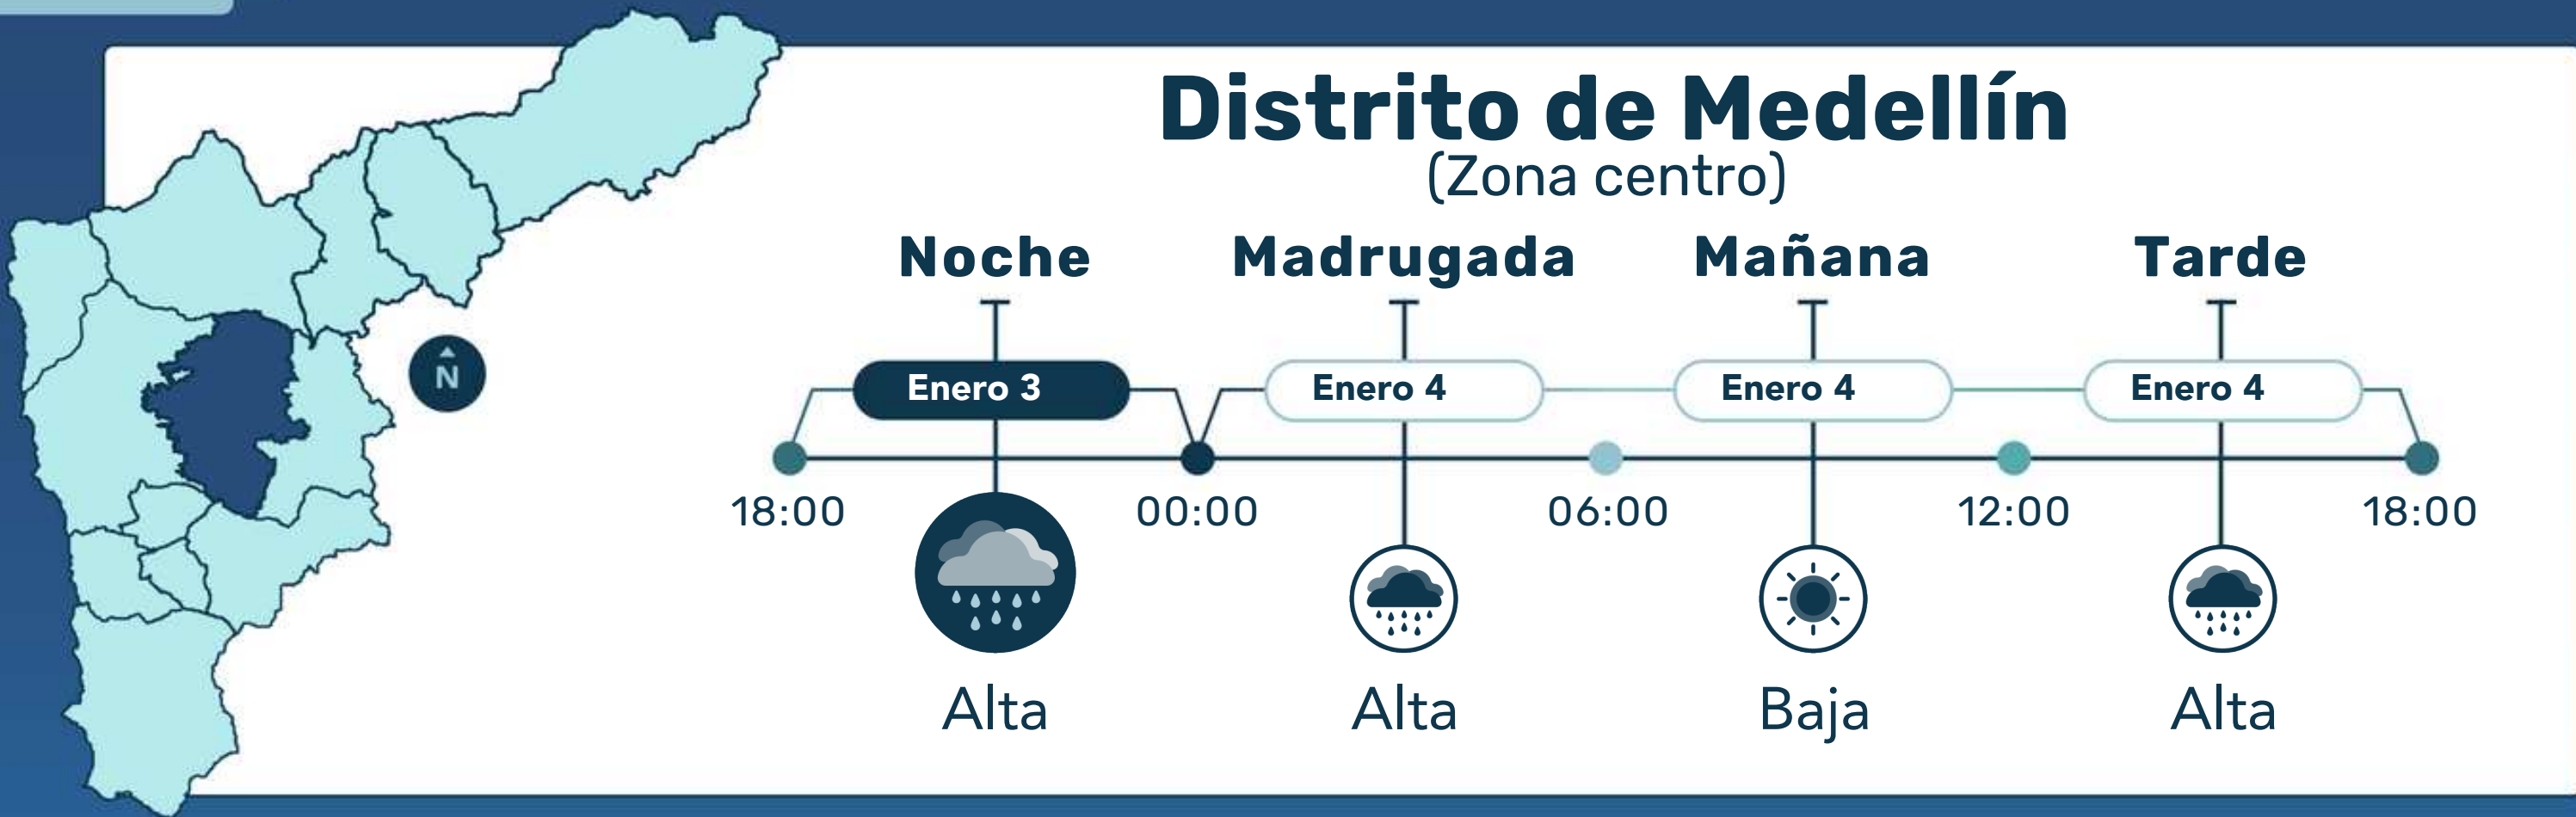 Distrito de Medellín
(Zona centro)
Noche Madrugada Mañana Tarde
Enero 3 Enero 4 Enero 4 Enero 4
N
18:00 00:00 06:00 12:00 18:00
Alta Alta Baja Alta